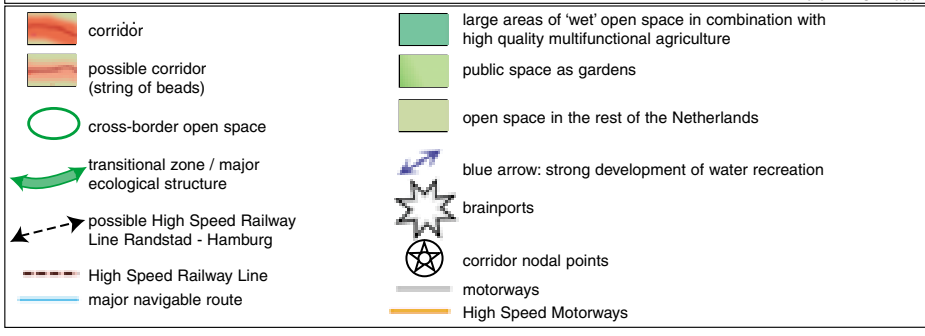 corridor
possible corridor
(string of beads)
cross-border open space
transitional zone / major
ecological structure
possible High Speed Railway
Line Randstad - Hamburg
High Speed Railway Line
major navigable route
large areas of ‘wet’ open space in combination with
high quality multifunctional agriculture
public space as gardens
open space in the rest of the Netherlands
blue arrow: strong development of water recreation
brainports
corridor nodal points
motorways
High Speed Motorways